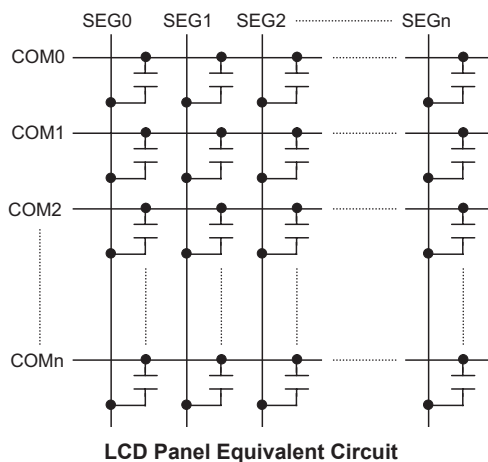 SEG0 SEG1 SEG2 SEGn
COM0
COM1
COM2
COMn
LCD Panel Equivalent Circuit